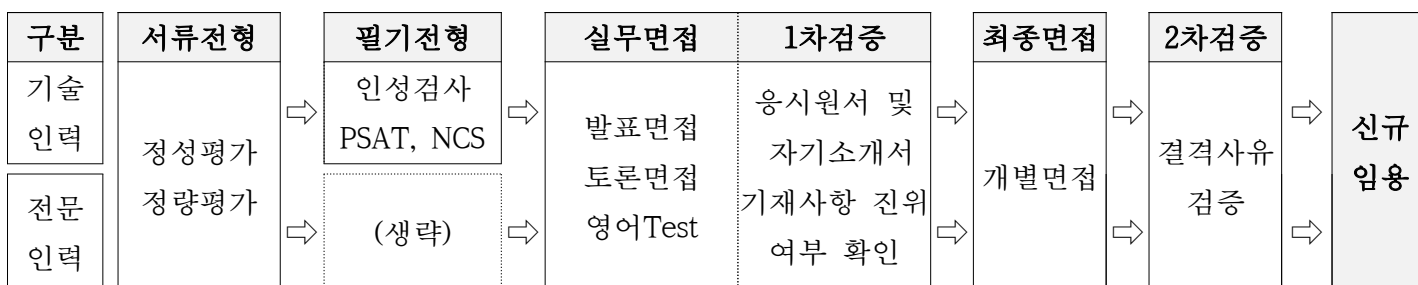 구분 서류전형 필기전형 실무면접 1차검증 최종면접 2차검증
기술
인력
정성평가
정량평가
인성검사
PSAT, NCS
발표면접
토론면접
영어Test
응시원서 및
자기소개서
기재사항 진위
여부 확인
개별면접
결격사유
검증
신규
임용
전문
인력
(생략)